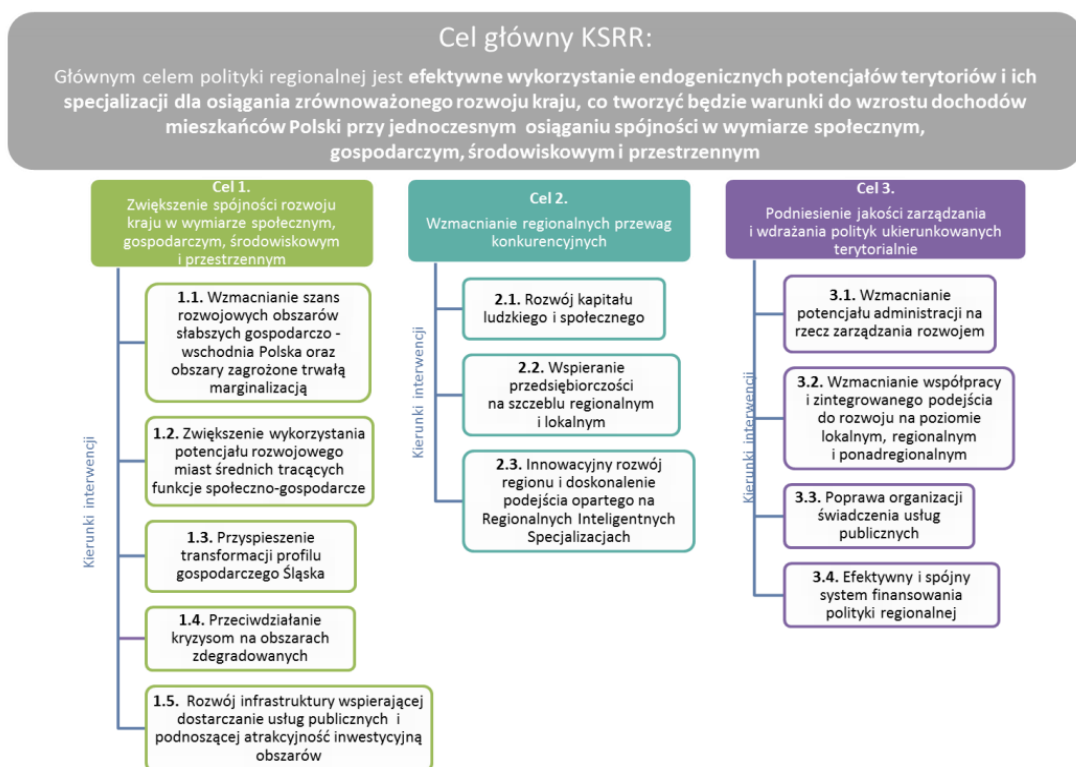 Cel główny KSRR:
Głównym celem polityki regionalnej jest efektywne wykorzystanie endogenicznych potencjałów terytoriów i ich
specjalizacji dla osiągania zrównoważonego rozwoju kraju, co tworzyć będzie warunki do wzrostu dochodów
mieszkańców Polski przy jednoczesnym osiąganiu spójności w wymiarze społecznym,
gospodarczym, środowiskowym i przestrzennym
Cel 1.
Zwiększenie spójności rozwoju
kraju w wymiarze społecznym,
gospodarczym, środowiskowym
i przestrzennym
Kierunki interwencji
1.1. Wzmacnianie szans
rozwojowych obszarów
słabszych gospodarczo -
wschodnia Polska oraz
obszary zagrożone trwałą
marginalizacją
1.2. Zwiększenie wykorzystania
potencjału rozwojowego
miast średnich tracących
funkcje społeczno-gospodarcze
1.3. Przyspieszenie
transformacji profilu
gospodarczego Śląska
1.4. Przeciwdziałanie
kryzysom na obszarach
zdegradowanych
1.5. Rozwój infrastruktury wspierającej
dostarczanie usług publicznych i
podnoszącej atrakcyjność inwestycyjną
obszarów
Cel 2.
Wzmacnianie regionalnych przewag
konkurencyjnych
Kierunki interwencji
2.1. Rozwój kapitału
ludzkiego i społecznego
2.2. Wspieranie
przedsiębiorczości
na szczeblu regionalnym
i lokalnym
2.3. Innowacyjny rozwój
regionu i doskonalenie
podejścia opartego na
Regionalnych Inteligentnych
Specjalizacjach
Cel 3.
Podniesienie jakości zarządzania
i wdrażania polityk ukierunkowanych
terytorialnie
Kierunki interwencji
3.1. Wzmacnianie
potencjału administracji na
rzecz zarządzania rozwojem
3.2. Wzmacnianie współpracy
i zintegrowanego podejścia
do rozwoju na poziomie
lokalnym, regionalnym
i ponadregionalnym
3.3. Poprawa organizacji
świadczenia usług
publicznych
3.4. Efektywny i spójny
system finansowania
polityki regionalnej